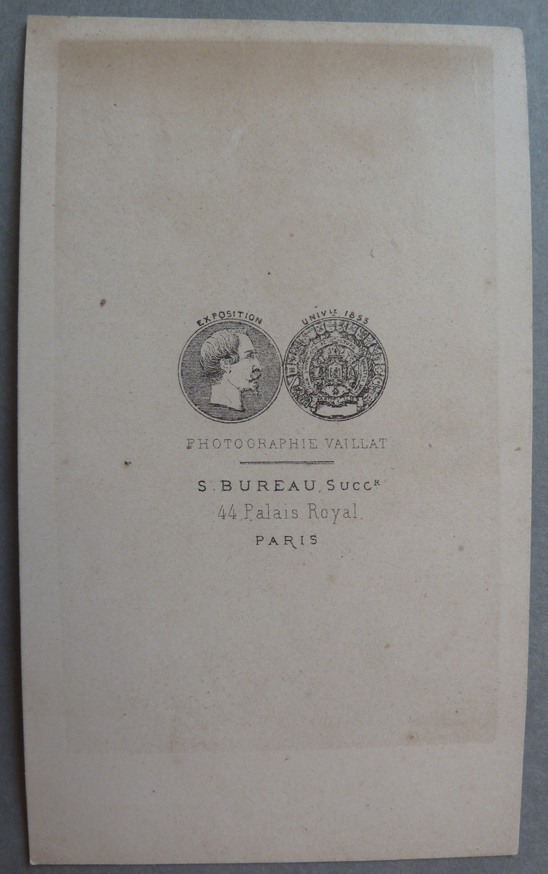 EXPOSITION UNIVLE 1855
PHOTOGRAPHIE VAILLAT
S. BUREAU, SuccR
44, Palais Royal,
PARIS